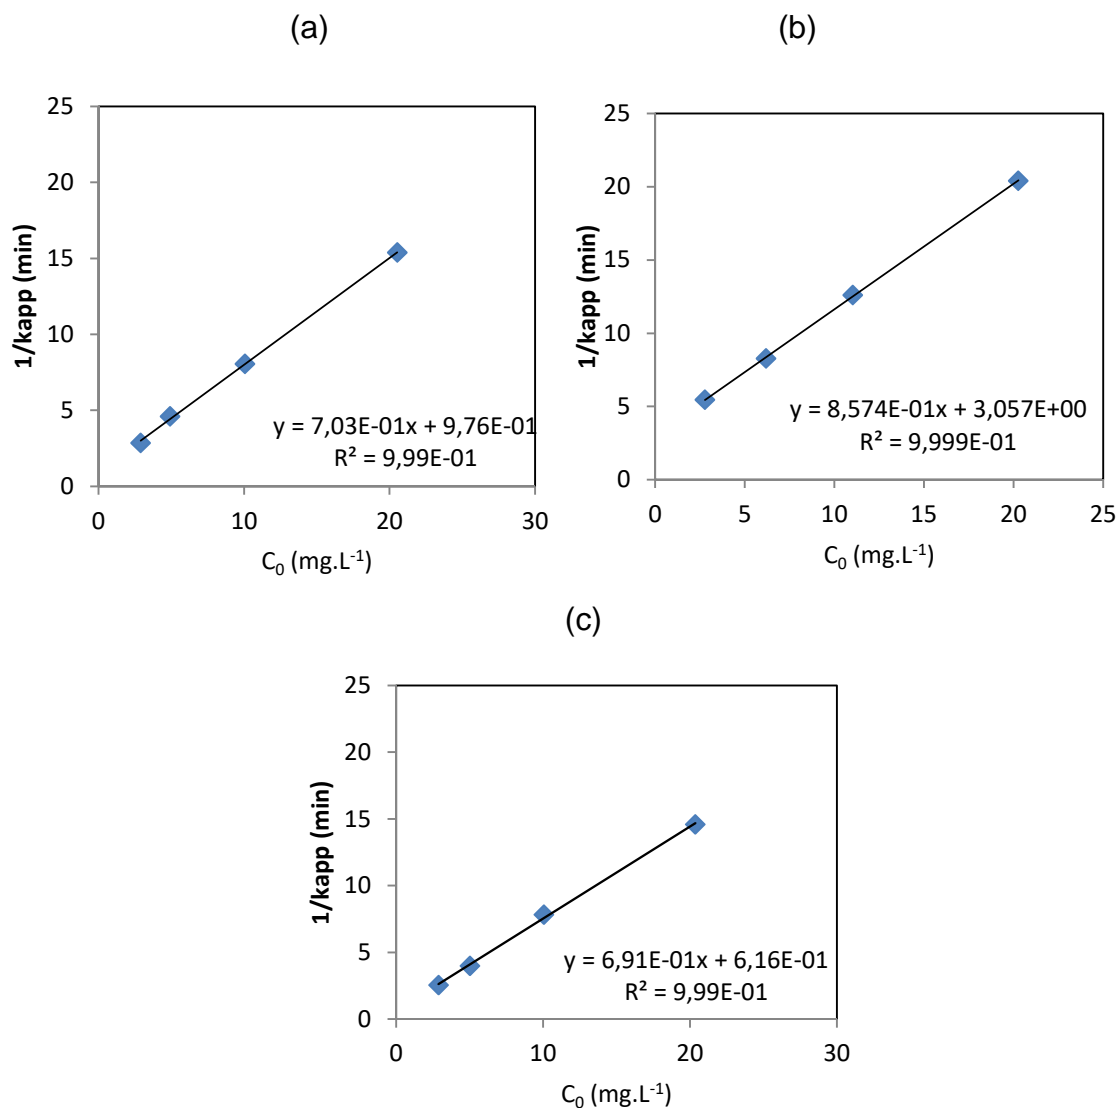 (a)
25
20
15
10
5
0
0
10
20
30
1/kapp (min)
C₀ (mg.L⁻¹)
y = 7,03E-01x + 9,76E-01
R² = 9,99E-01
(b)
25
20
15
10
5
0
0
5
10
15
20
25
1/kapp (min)
C₀ (mg.L⁻¹)
y = 8,574E-01x + 3,057E+00
R² = 9,999E-01
(c)
25
20
15
10
5
0
0
10
20
30
1/kapp (min)
C₀ (mg.L⁻¹)
y = 6,91E-01x + 6,16E-01
R² = 9,99E-01